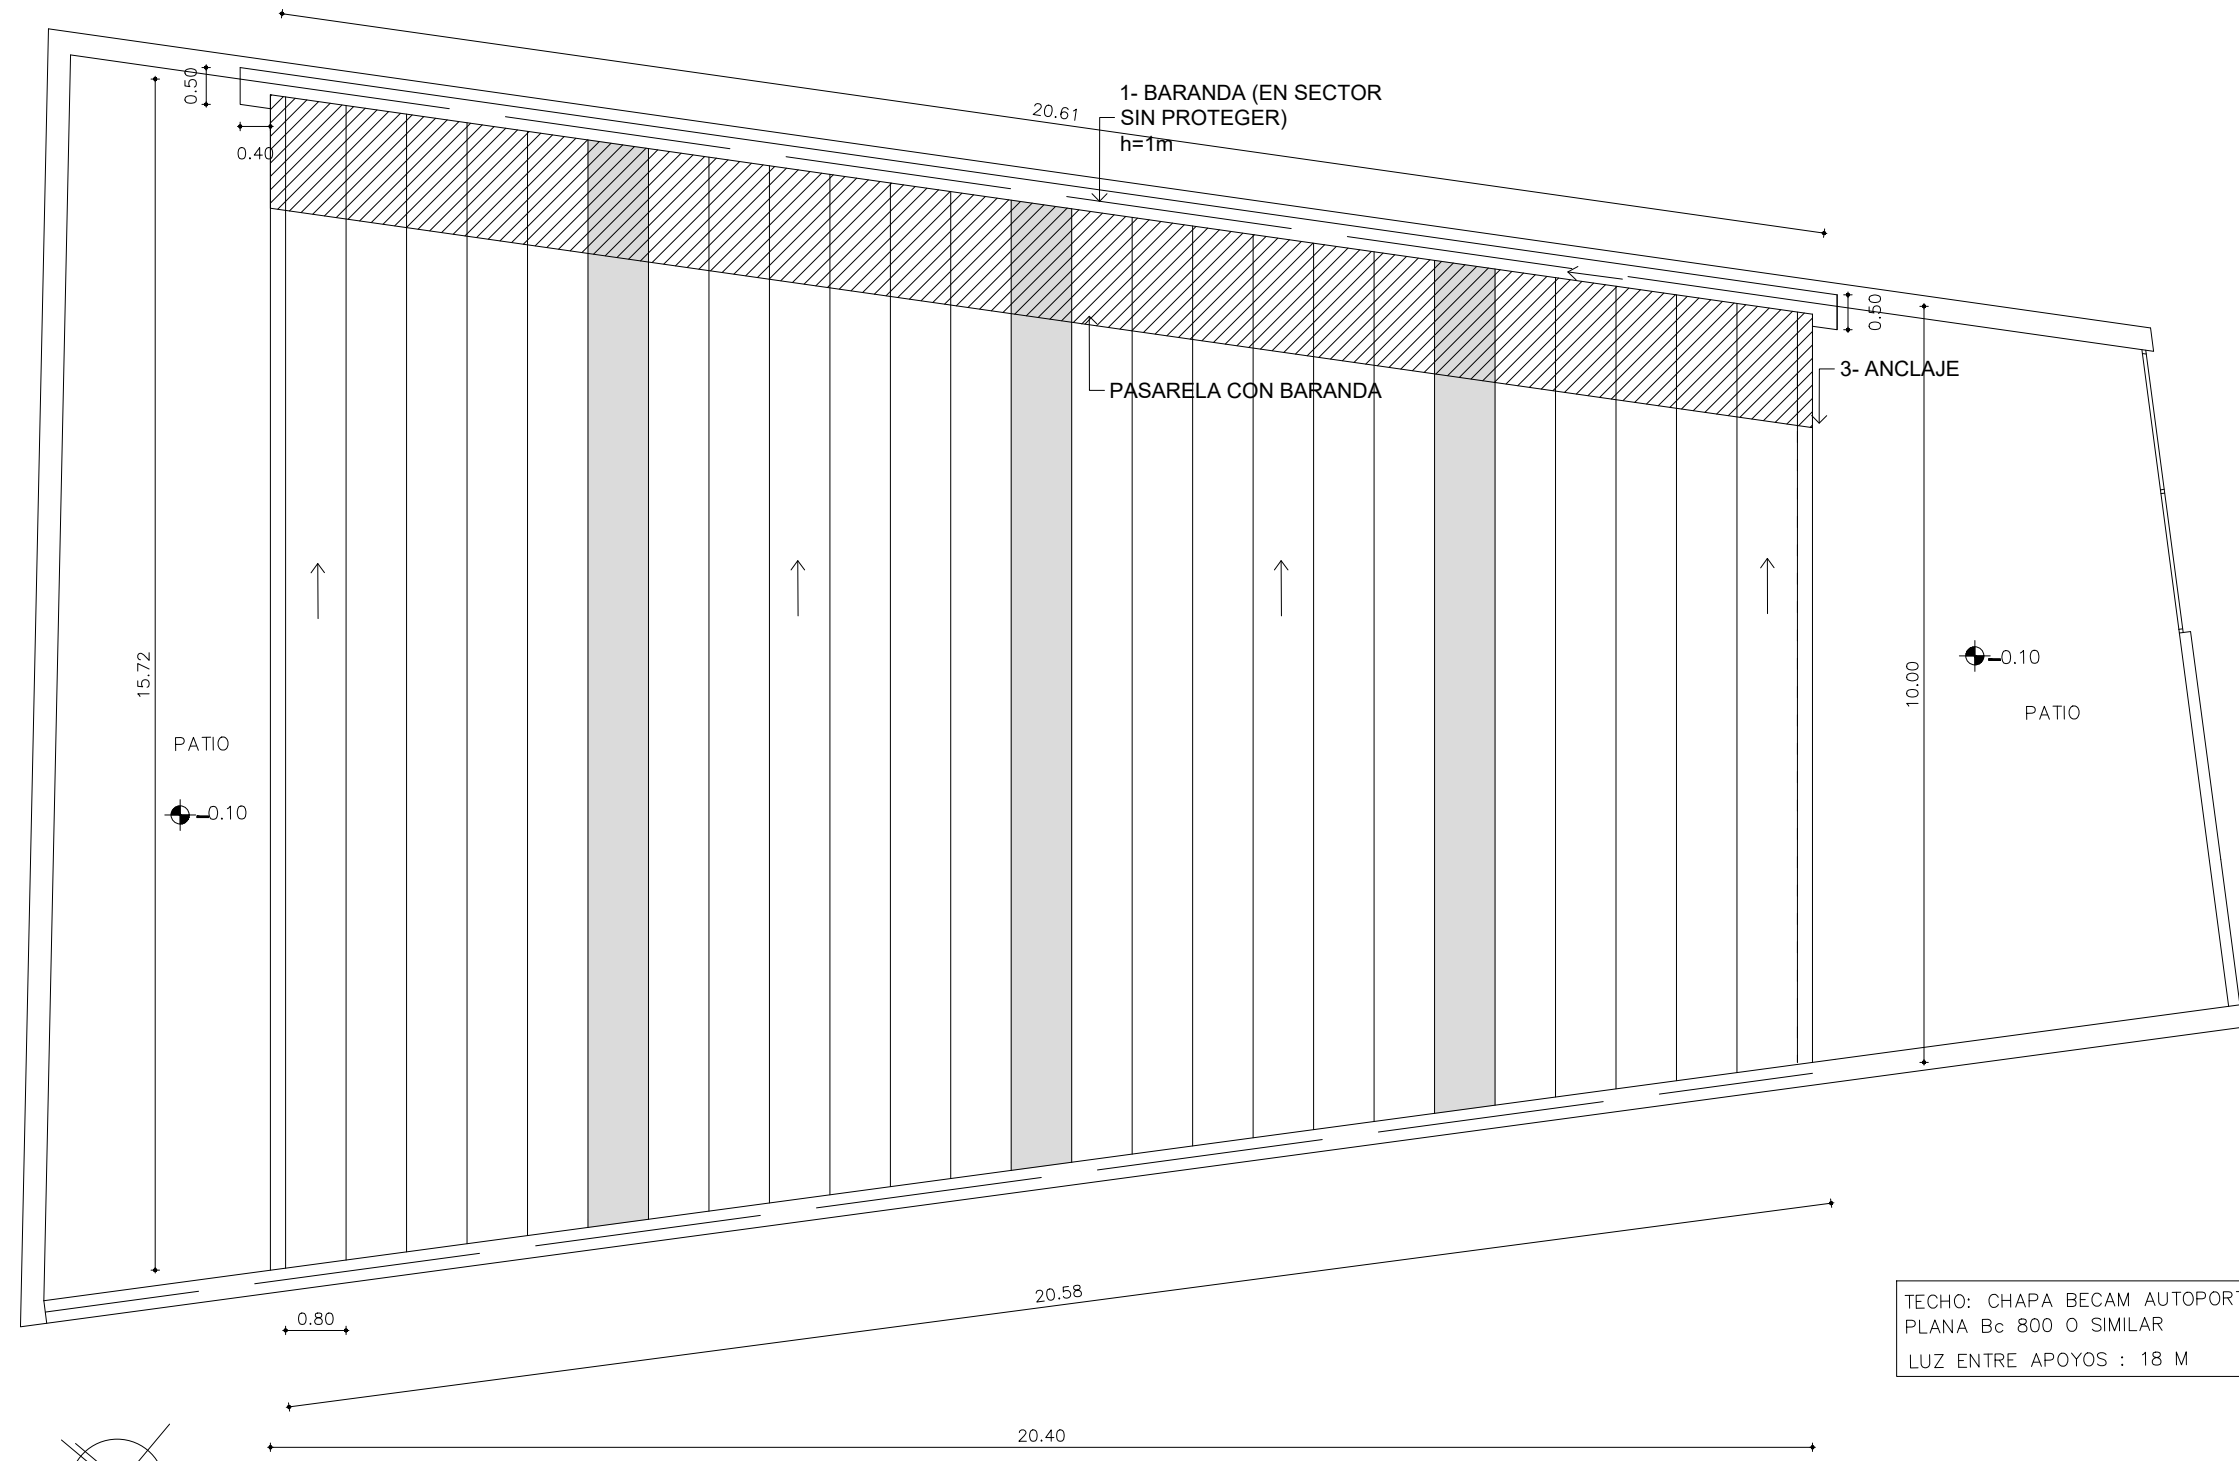 0.50
20.61
1- BARANDA (EN SECTOR
SIN PROTEGER)
h=1m
0.40
0.50
3- ANCLAJE
PASARELA CON BARANDA
15.72
10.00
-0.10
PATIO
PATIO
-0.10
20.58
0.80
TECHO: CHAPA BECAM AUTOPORT
PLANA Bc 800 O SIMILAR
LUZ ENTRE APOYOS : 18 M
20.40